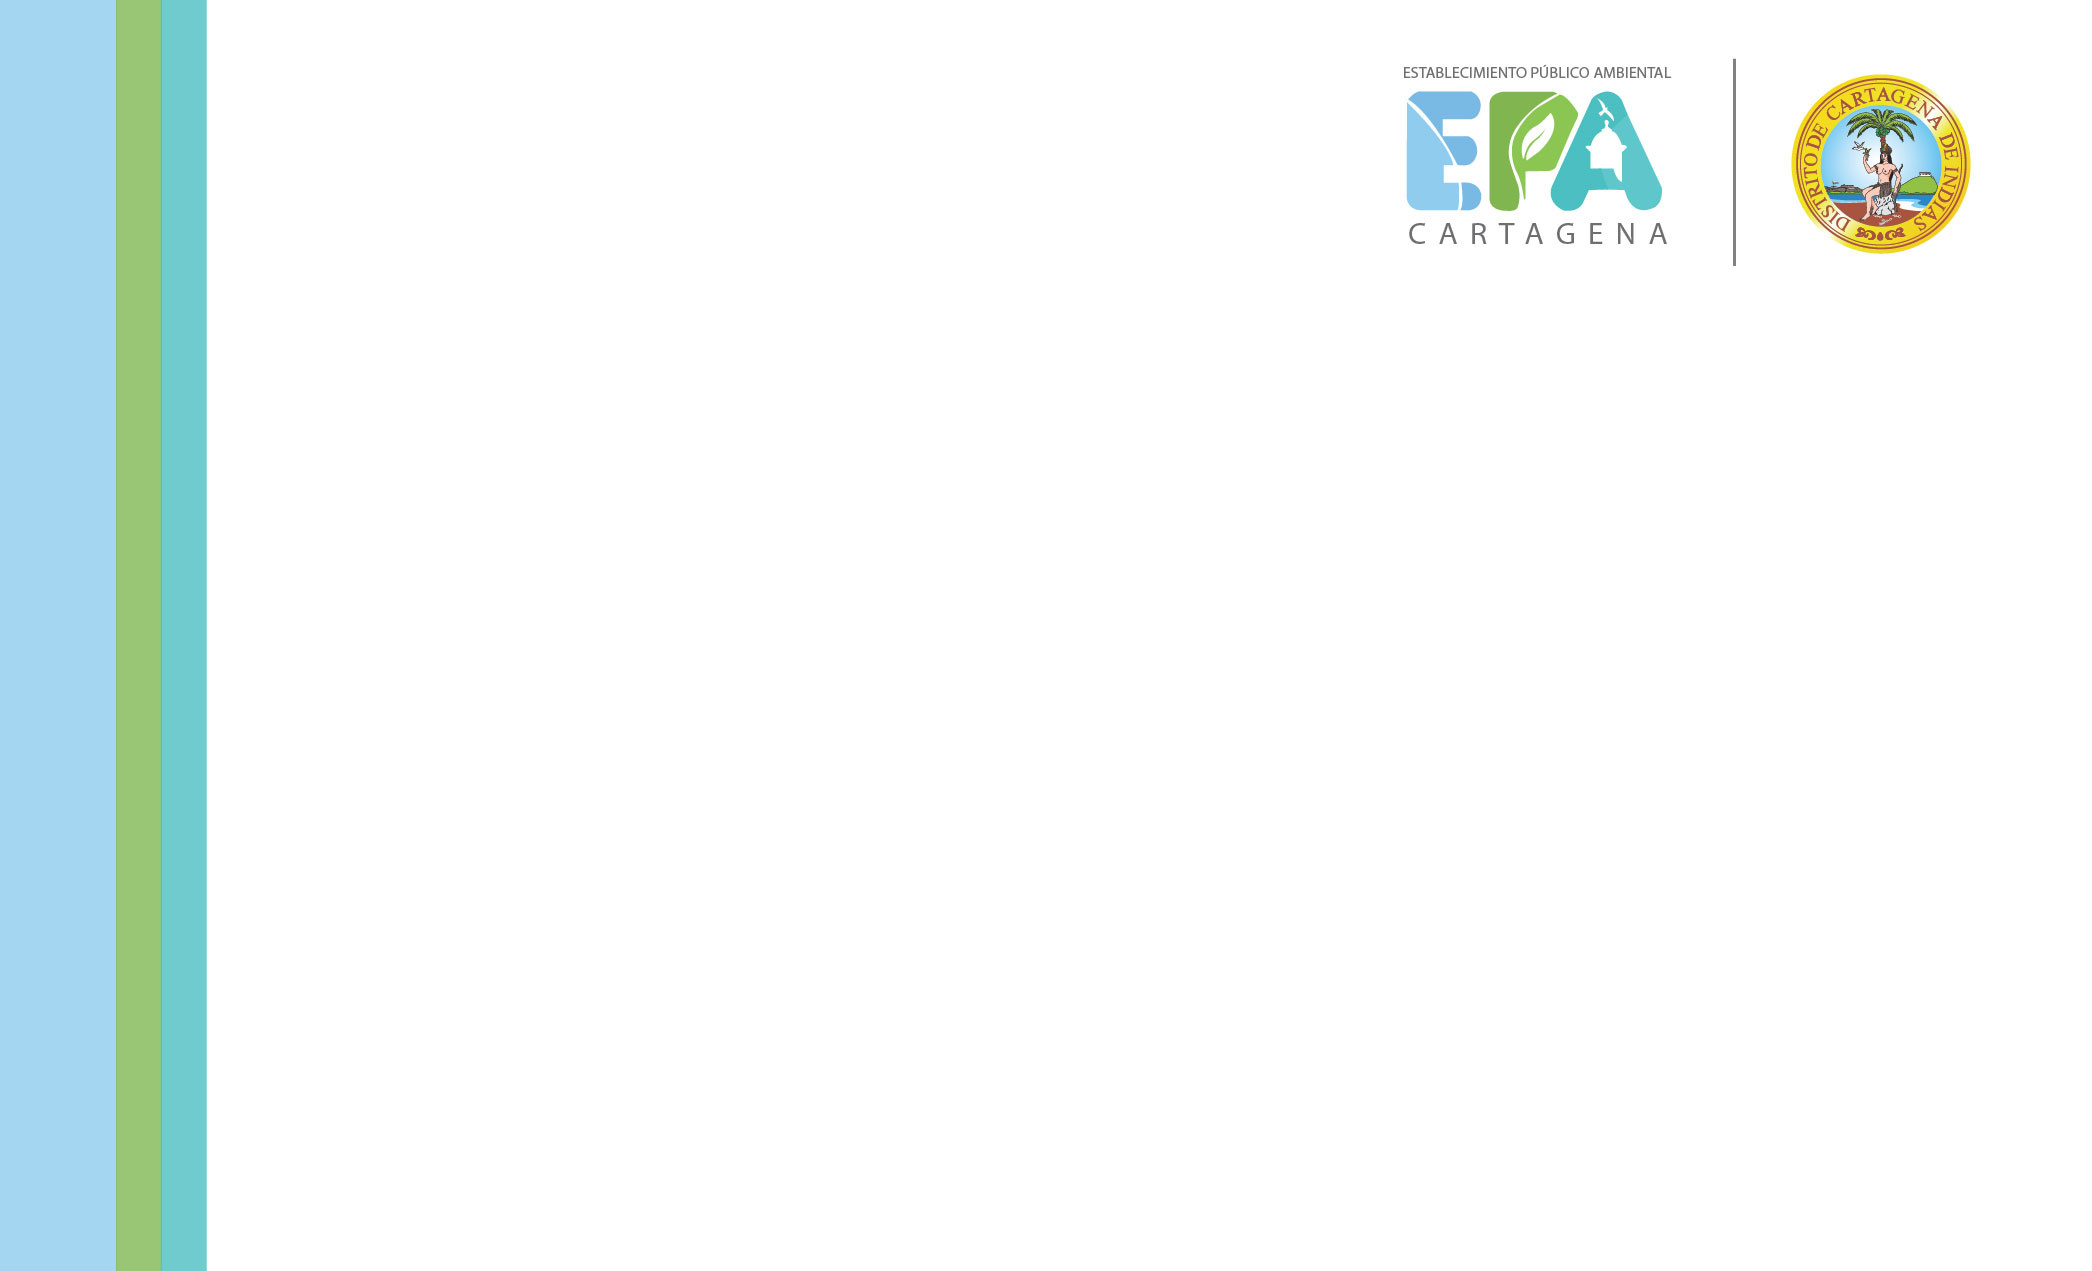 ESTABLECIMIENTO PÚBLICO AMBIENTAL
EPA
CARTAGENA
DISTRITO DE CARTAGENA DE INDIAS